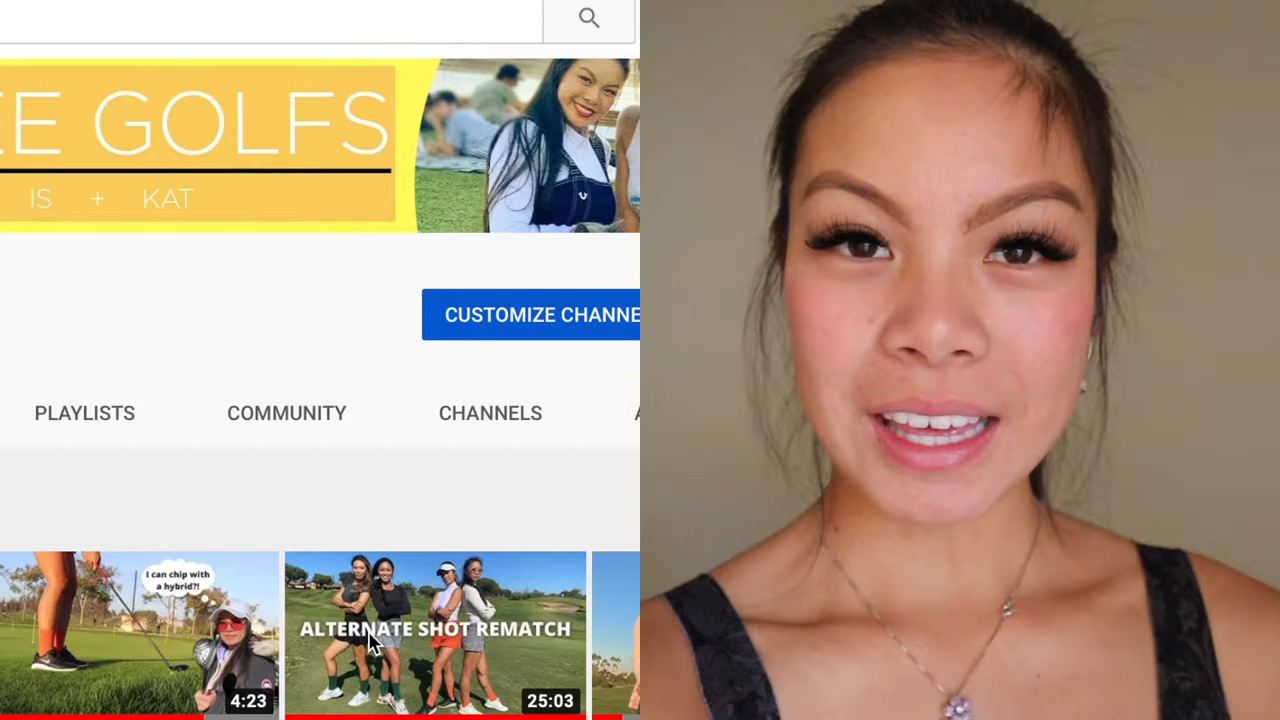 EE GOLFS
IS + KAT
CUSTOMIZE CHANNE
PLAYLISTS COMMUNITY CHANNELS
I can chip with
a hybrid?!
ALTERNATE SHOT REMATCH
4:23 25:03